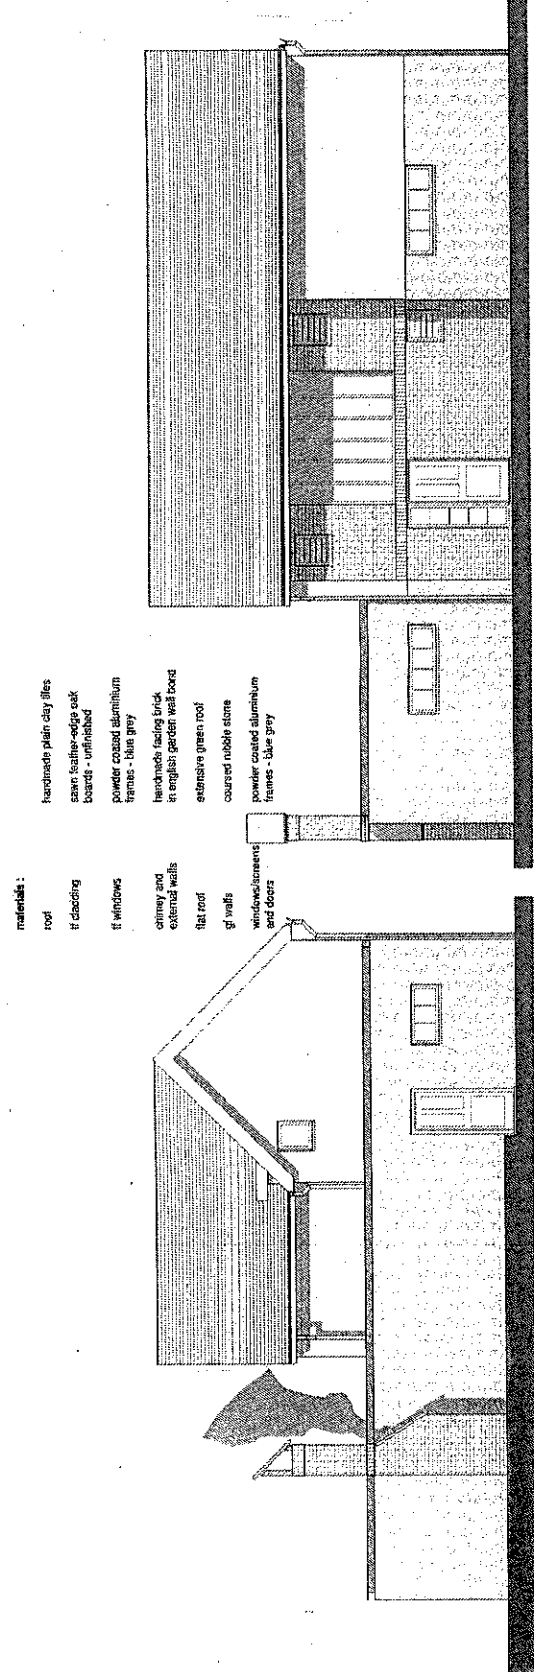 materials :
roof handmade plain clay tiles
ff cladding sawn feather-edge oak
boards - unfinished
ff windows powder coated aluminium
frames - blue grey
chimney and handmade facing brick
external walls in english garden wall bond
flat roof extensive green roof
gf walls coursed rubble stone
windows/screens powder coated aluminium
and doors frames - blue grey